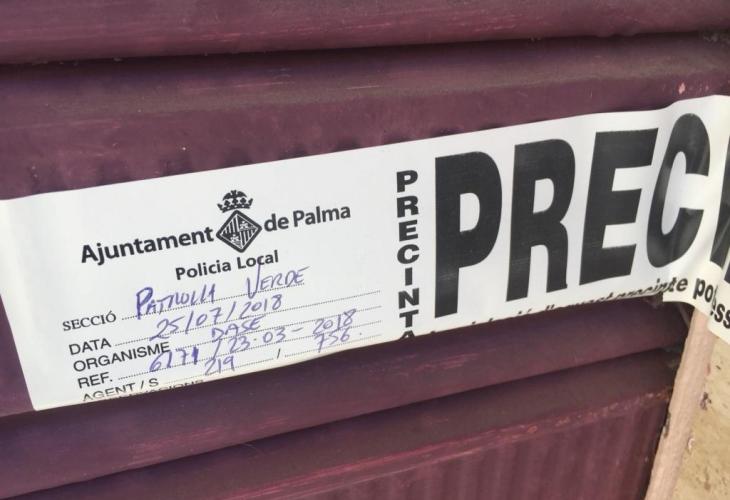 Ajuntament de Palma
Policia Local
SECCIÓ PATRULLA VERDE
DATA 25/07/2018
ORGANISME DASE
REF. 6171 / 23-03-2018
AGENT/S 219 / 756.
PRECINTA
PREC